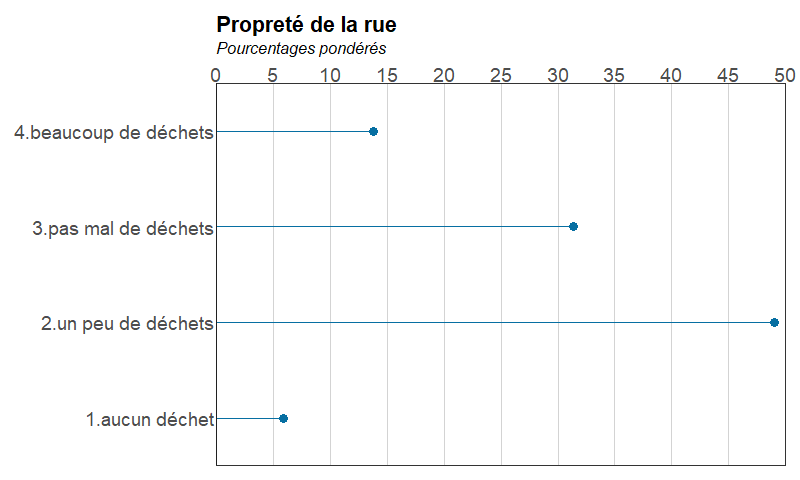 Propreté de la rue
Pourcentages pondérés
0 5 10 15 20 25 30 35 40 45 50
4.beaucoup de déchets
3.pas mal de déchets
2.un peu de déchets
1.aucun déchet